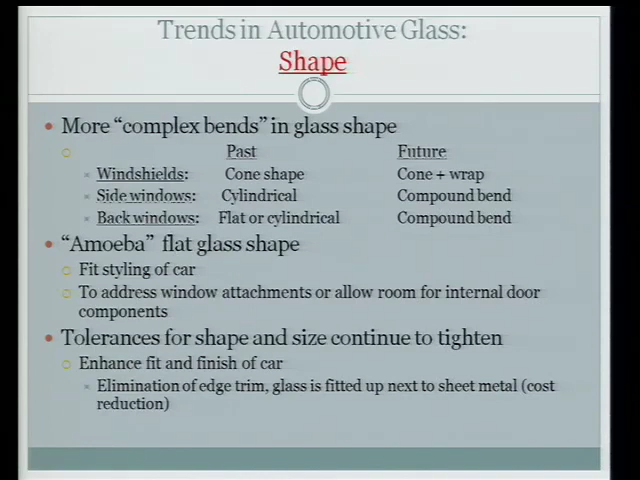 Trends in Automotive Glass:
Shape
More “complex bends” in glass shape
Past Future
Windshields: Cone shape Cone + wrap
Side windows: Cylindrical Compound bend
Back windows: Flat or cylindrical Compound bend
“Amoeba” flat glass shape
Fit styling of car
To address window attachments or allow room for internal door
components
Tolerances for shape and size continue to tighten
Enhance fit and finish of car
Elimination of edge trim, glass is fitted up next to sheet metal (cost
reduction)